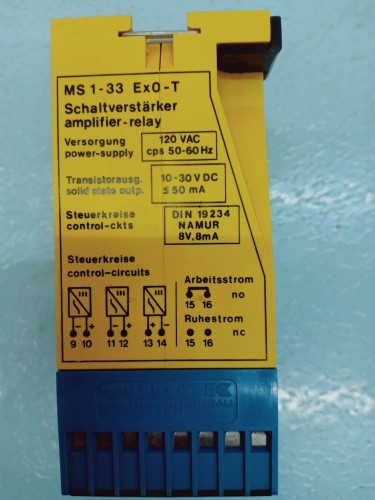 MS 1-33 Ex0-T
Schaltverstärker
amplifier-relay
Versorgung
power-supply
120 VAC
cps 50-60 Hz
Transistorausg.
solid state outp.
10-30 V DC
≤ 50 mA
Steuerkreise
control-ckts
DIN 19234
NAMUR
8V, 8mA
Steuerkreise
control-circuits
- + - + + -
9 10 11 12 13 14
Arbeitsstrom
no
15 16
Ruhestrom
nc
15 16
TURCK